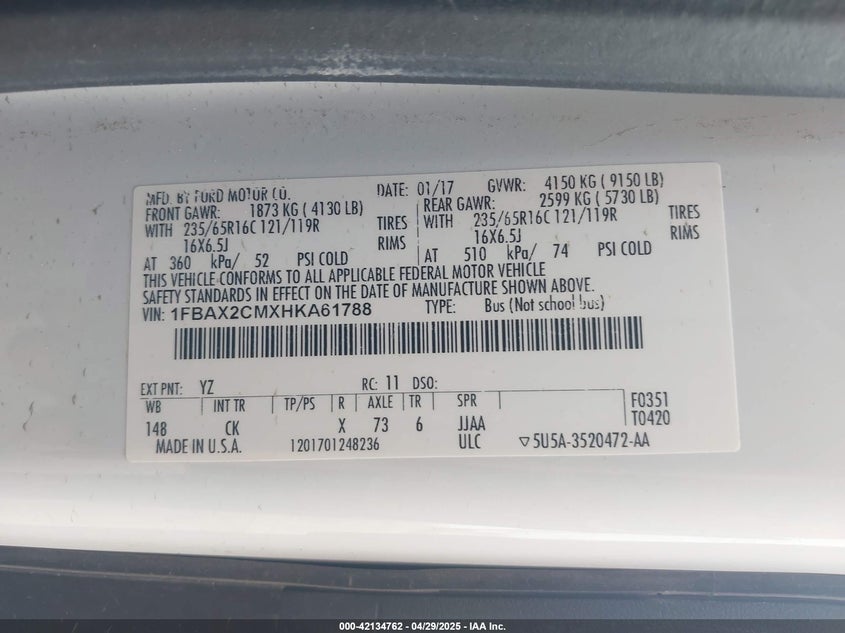 MFD. BY FORD MOTOR CO. DATE: 01/17 GVWR: 4150 KG ( 9150 LB)
FRONT GAWR: 1873 KG ( 4130 LB) REAR GAWR: 2599 KG ( 5730 LB)
WITH 235/65R16C 121/119R TIRES WITH 235/65R16C 121/119R TIRES
16X6.5J RIMS 16X6.5J RIMS
AT 360 kPa/ 52 PSI COLD AT 510 kPa/ 74 PSI COLD
THIS VEHICLE CONFORMS TO ALL APPLICABLE FEDERAL MOTOR VEHICLE
SAFETY STANDARDS IN EFFECT ON THE DATE OF MANUFACTURE SHOWN ABOVE.
VIN: 1FBAX2CMXHKA61788 TYPE: Bus (Not school bus)
EXT PNT: YZ RC: 11 DSO:
WB INT TR TP/PS R AXLE TR SPR F0351
148 CK X 73 6 JJAA T0420
MADE IN U.S.A. 1201701248236 ULC ▽5U5A-3520472-AA
000-42134762 - 04/29/2025 - IAA Inc.